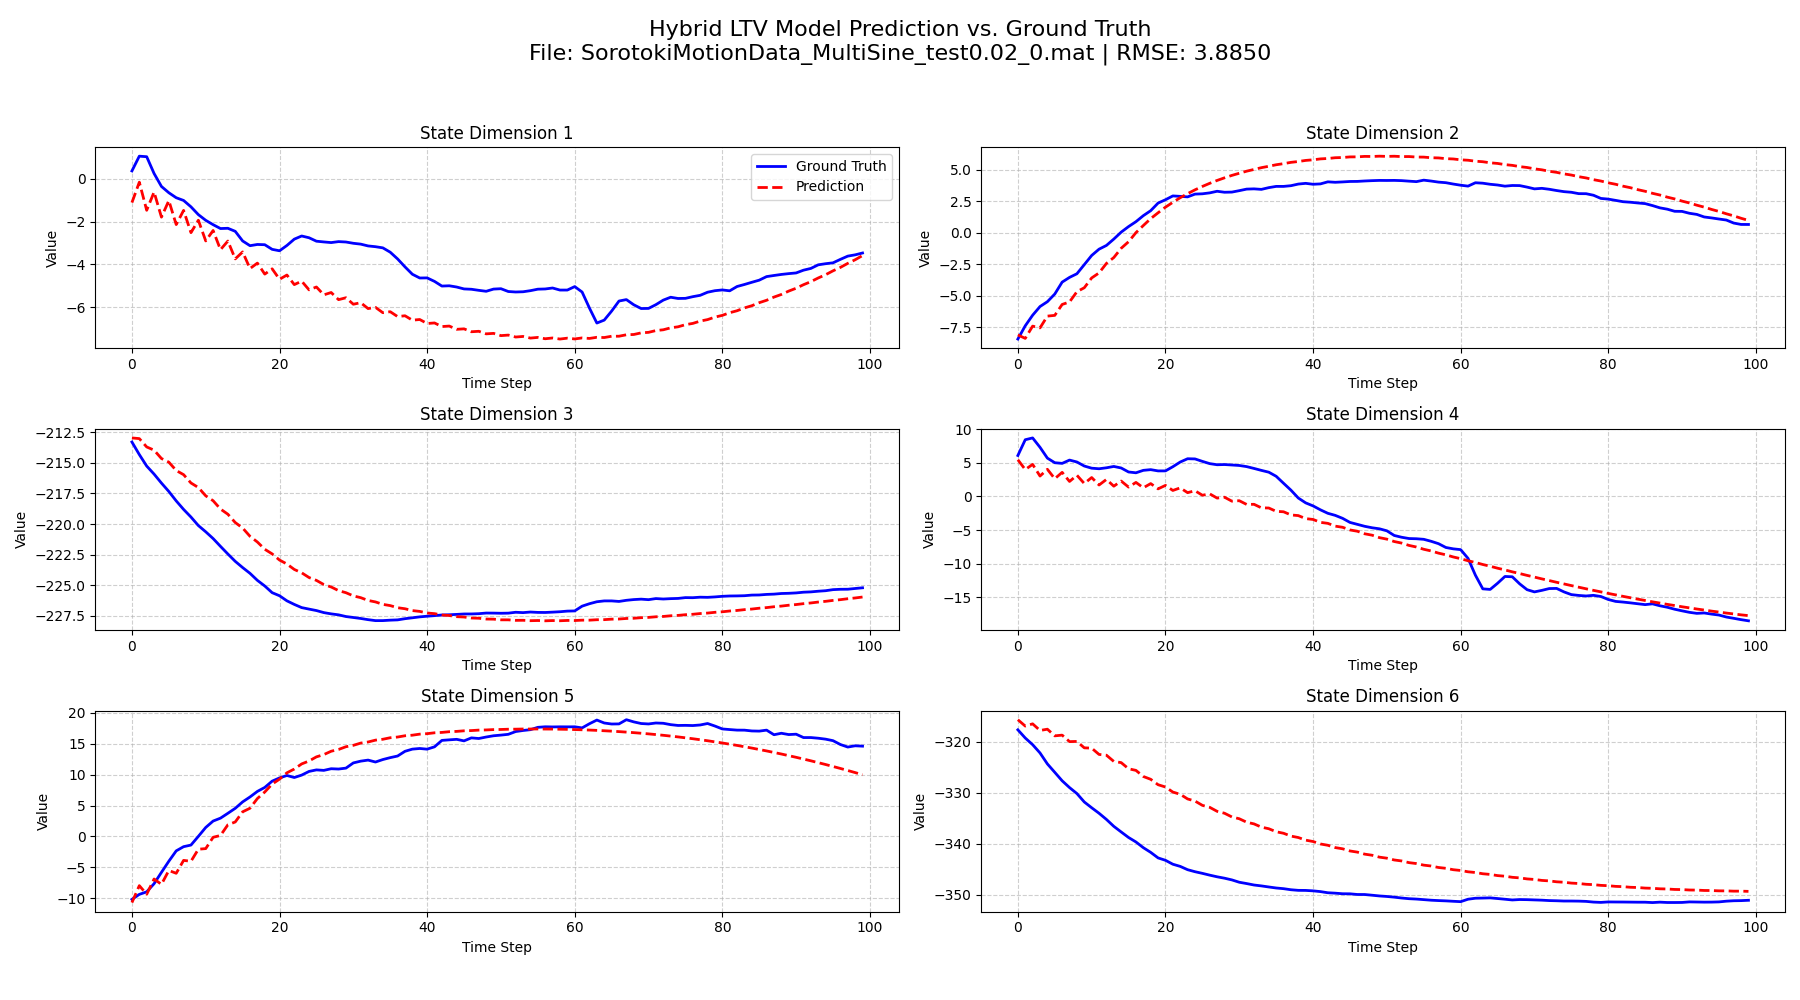 Hybrid LTV Model Prediction vs. Ground Truth
File: SorotokiMotionData_MultiSine_test0.02_0.mat | RMSE: 3.8850
State Dimension 1
Value
0
−2
−4
−6
Ground Truth
Prediction
0 20 40 60 80 100
Time Step
State Dimension 2
Value
5.0
2.5
0.0
−2.5
−5.0
−7.5
0 20 40 60 80 100
Time Step
State Dimension 3
Value
−212.5
−215.0
−217.5
−220.0
−222.5
−225.0
−227.5
0 20 40 60 80 100
Time Step
State Dimension 4
Value
10
5
0
−5
−10
−15
0 20 40 60 80 100
Time Step
State Dimension 5
Value
20
15
10
5
0
−5
−10
0 20 40 60 80 100
Time Step
State Dimension 6
Value
−320
−330
−340
−350
0 20 40 60 80 100
Time Step